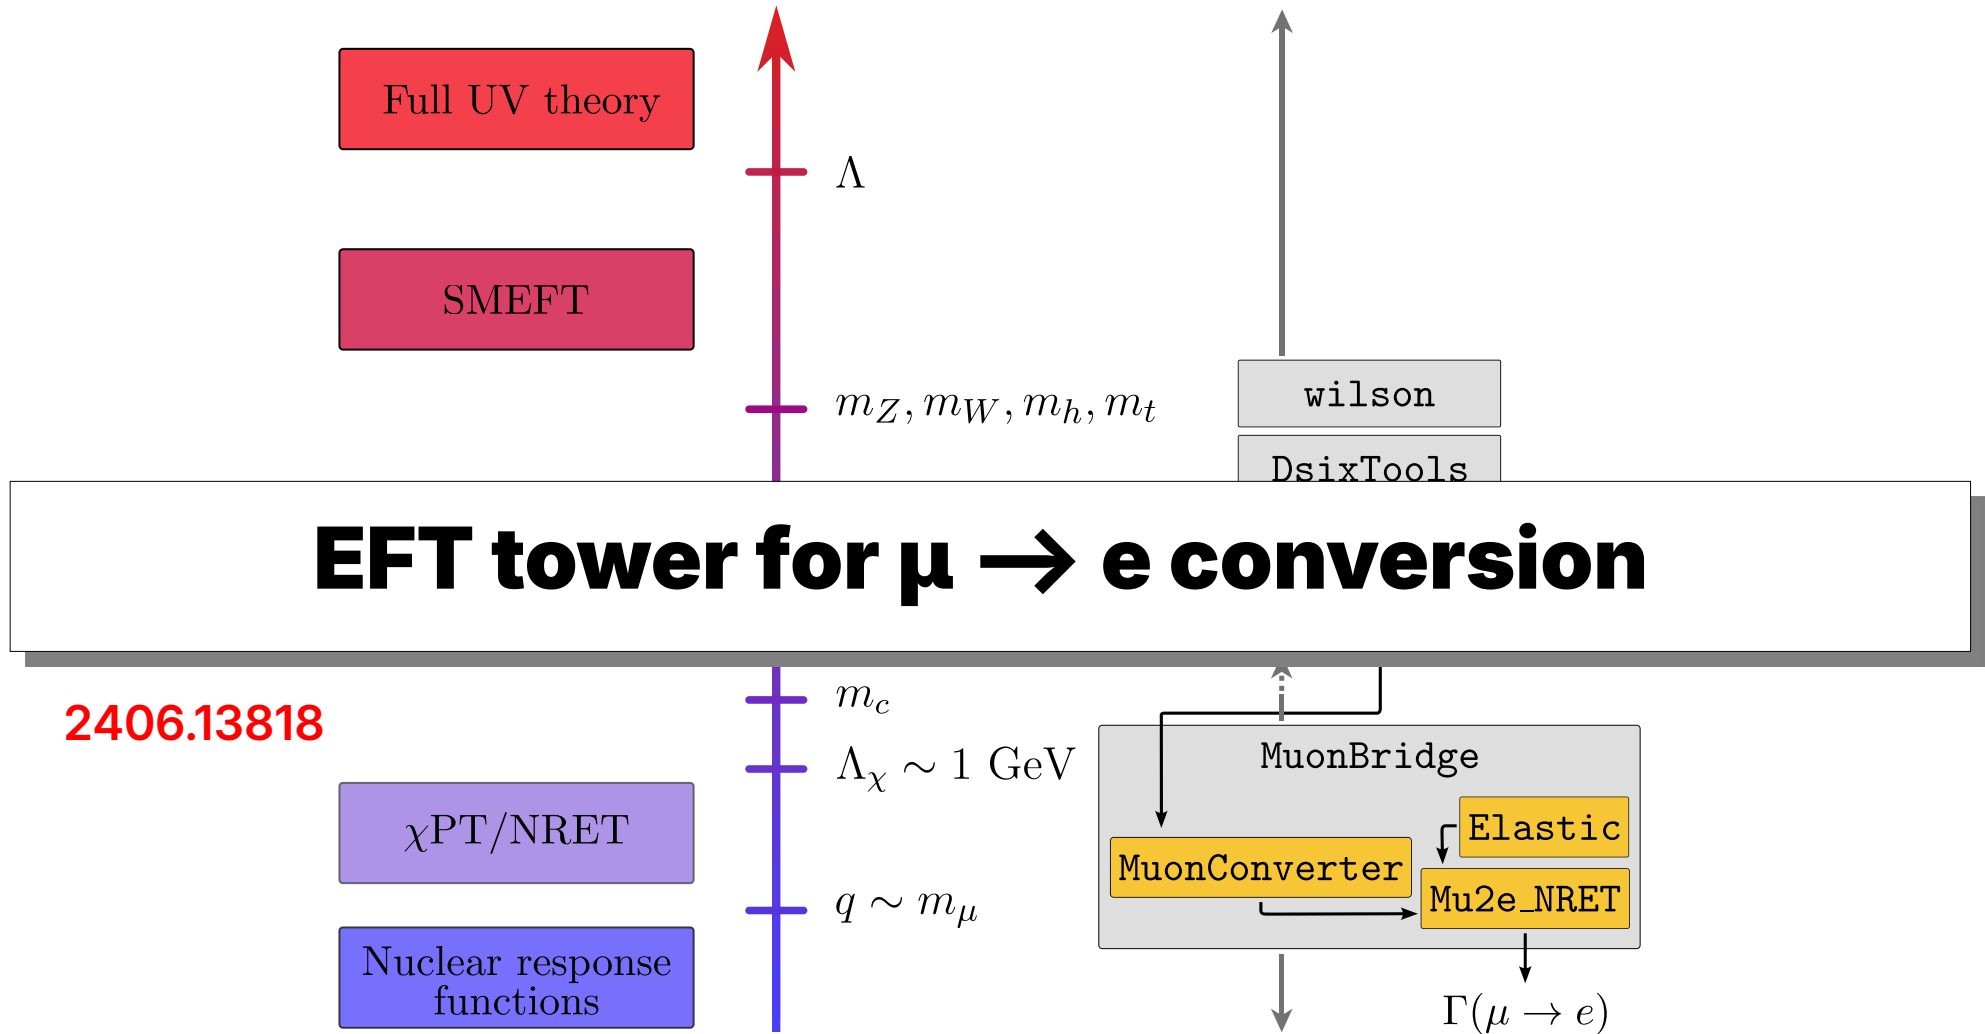 Full UV theory
Λ
SMEFT
m_Z, m_W, m_h, m_t
wilson
DsixTools
EFT tower for µ → e conversion
2406.13818
m_c
Λ_χ ∼ 1 GeV
MuonBridge
χPT/NRET
Elastic
MuonConverter
Mu2e_NRET
q ∼ m_μ
Nuclear response
functions
Γ(μ → e)